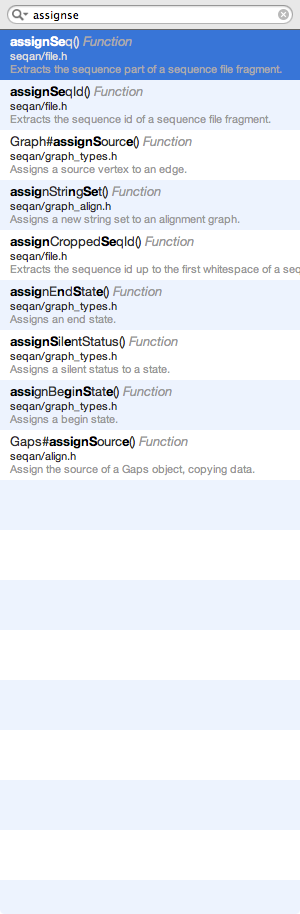 assignse
assignSeq() Function
seqan/file.h
Extracts the sequence part of a sequence file fragment.
assignSeqId() Function
seqan/file.h
Extracts the sequence id of a sequence file fragment.
Graph#assignSource() Function
seqan/graph_types.h
Assigns a source vertex to an edge.
assignStringSet() Function
seqan/graph_align.h
Assigns a new string set to an alignment graph.
assignCroppedSeqId() Function
seqan/file.h
Extracts the sequence id up to the first whitespace of a seq
assignEndState() Function
seqan/graph_types.h
Assigns an end state.
assignSilentStatus() Function
seqan/graph_types.h
Assigns a silent status to a state.
assignBeginState() Function
seqan/graph_types.h
Assigns a begin state.
Gaps#assignSource() Function
seqan/align.h
Assign the source of a Gaps object, copying data.